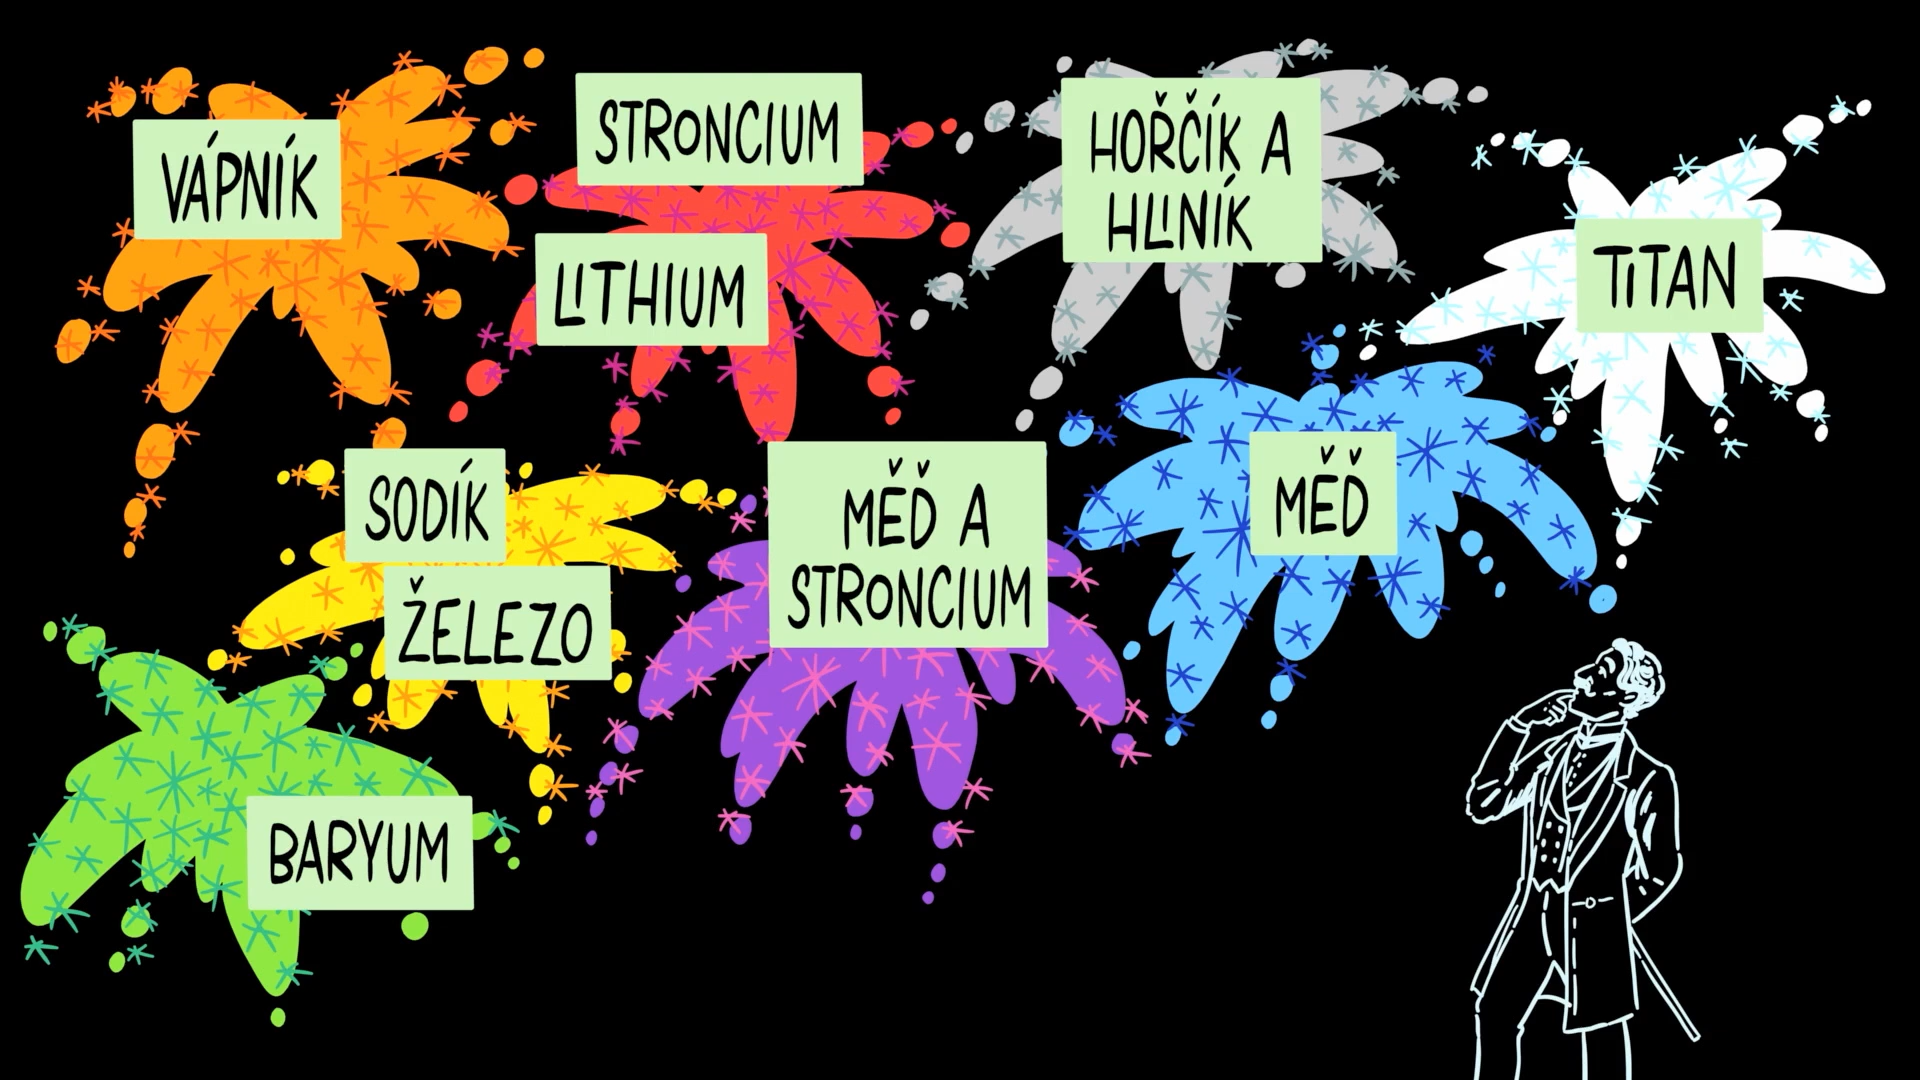 VÁPNÍK
STRONCIUM
LITHIUM
HOŘČÍK A
HLINÍK
TITAN
SODÍK
ŽELEZO
MĚĎ A
STRONCIUM
MĚĎ
BARYUM